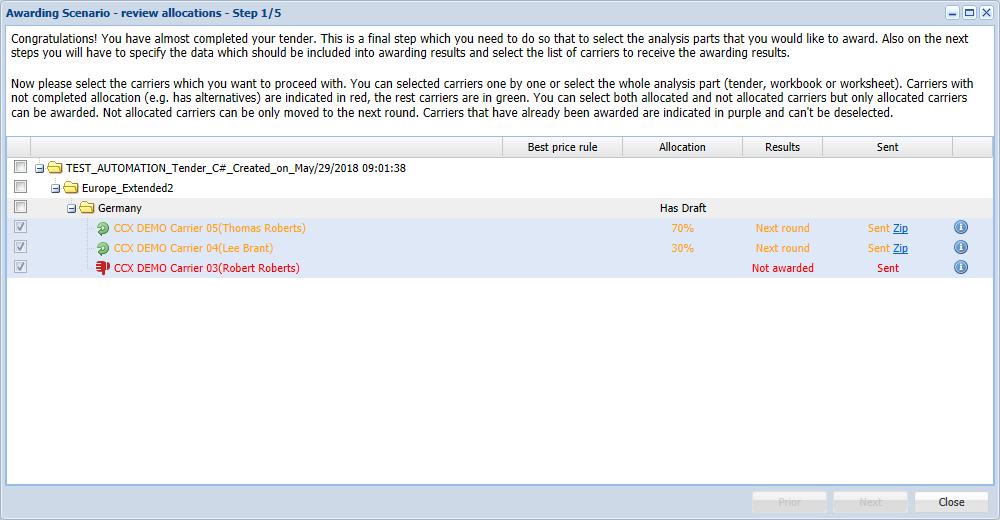 Awarding Scenario - review allocations - Step 1/5
Congratulations! You have almost completed your tender. This is a final step which you need to do so that to select the analysis parts that you would like to award. Also on the next
steps you will have to specify the data which should be included into awarding results and select the list of carriers to receive the awarding results.
Now please select the carriers which you want to proceed with. You can selected carriers one by one or select the whole analysis part (tender, workbook or worksheet). Carriers with
not completed allocation (e.g. has alternatives) are indicated in red, the rest carriers are in green. You can select both allocated and not allocated carriers but only allocated carriers
can be awarded. Not allocated carriers can be only moved to the next round. Carriers that have already been awarded are indicated in purple and can't be deselected.
Best price rule Allocation Results Sent
TEST_AUTOMATION_Tender_C#_Created_on_May/29/2018 09:01:38
Europe_Extended2
Germany Has Draft
CCX DEMO Carrier 05(Thomas Roberts) 70% Next round Sent Zip
CCX DEMO Carrier 04(Lee Brant) 30% Next round Sent Zip
CCX DEMO Carrier 03(Robert Roberts) Not awarded Sent
Prior Next Close